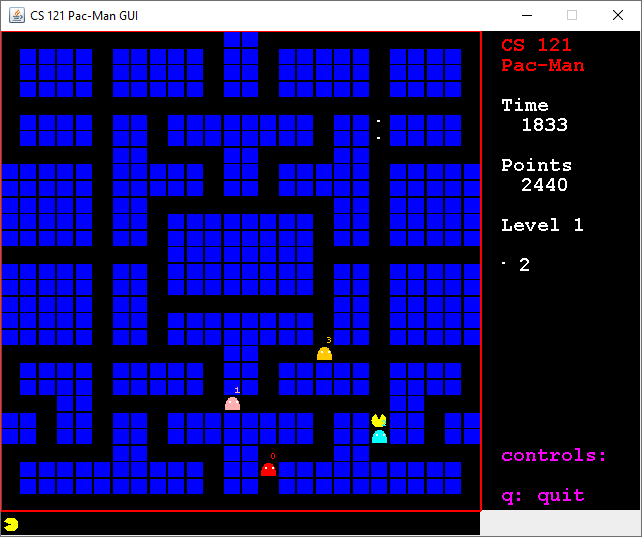 CS 121 Pac-Man GUI
CS 121
Pac-Man
Time
1833
Points
2440
Level 1
2
3
1
0
controls:
q: quit